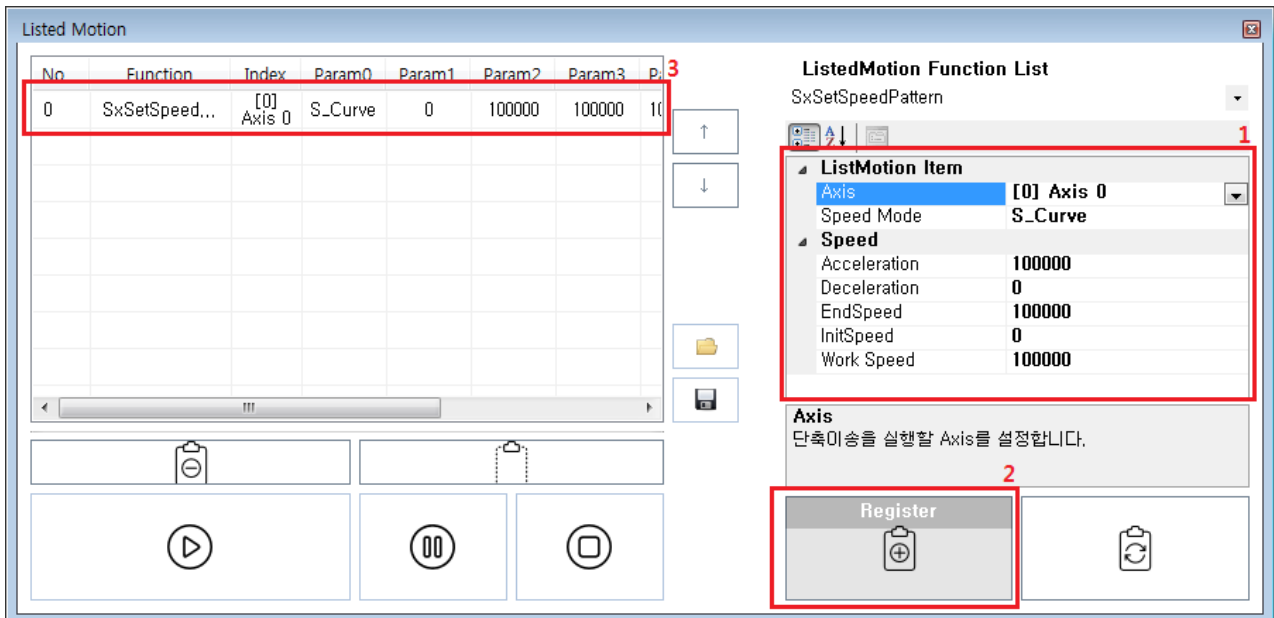 Listed Motion
No Function Index Param0 Param1 Param2 Param3
3
0 SxSetSpeed... [0] Axis 0 S_Curve 0 100000 100000
ListedMotion Function List
SxSetSpeedPattern
1
ListMotion Item
Axis [0] Axis 0
Speed Mode S_Curve
Speed
Acceleration 100000
Deceleration 0
EndSpeed 100000
InitSpeed 0
Work Speed 100000
Axis
단축이송을 실행할 Axis를 설정합니다.
2
Register